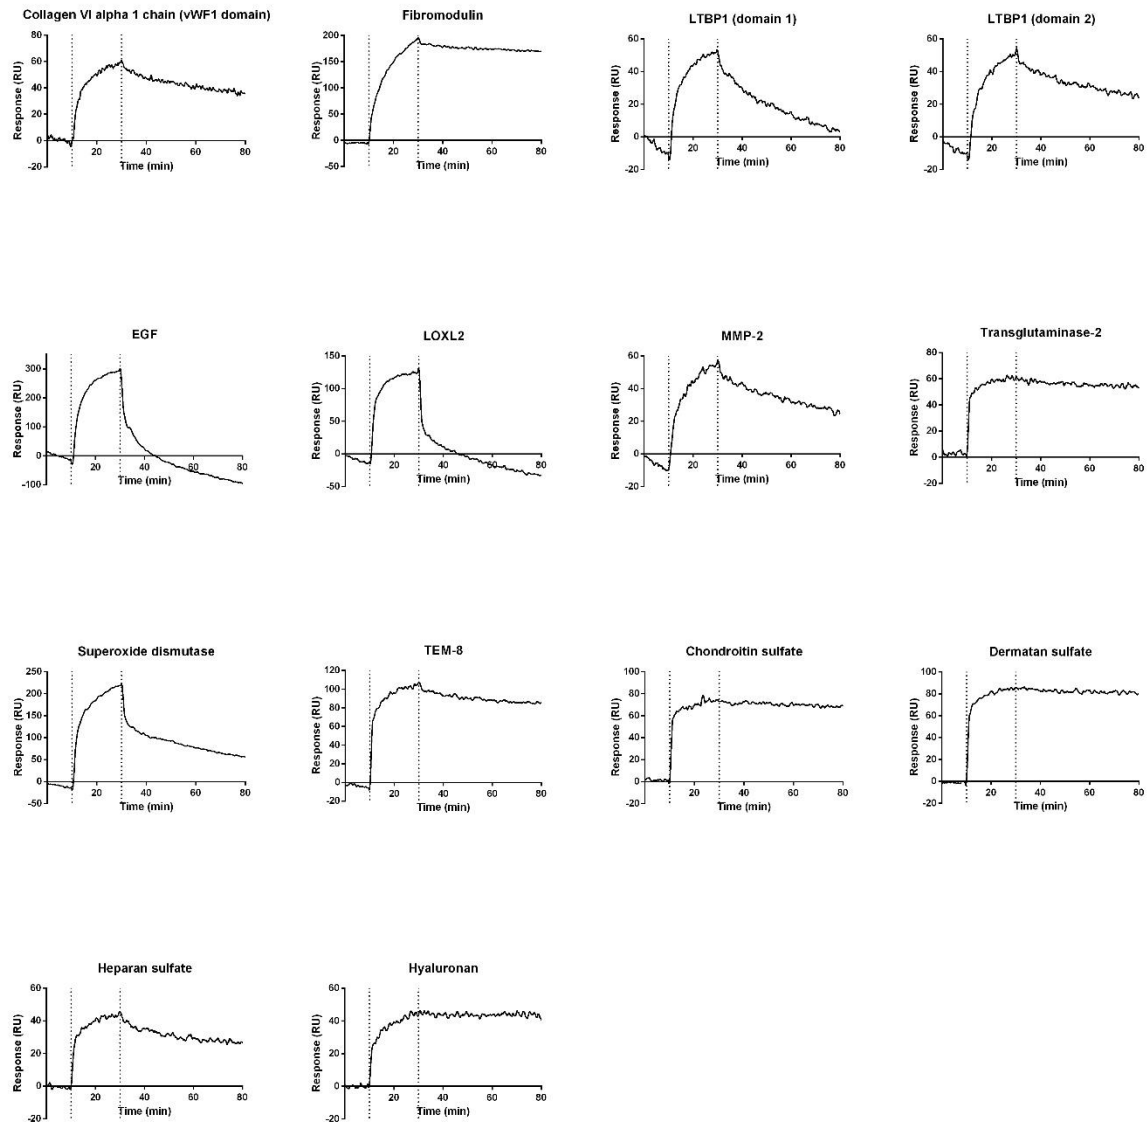 Collagen VI alpha 1 chain (vWF1 domain)
Response (RU)
80
60
40
20
0
-20
20 40 60 80
Time (min)
Fibromodulin
Response (RU)
200
150
100
50
0
-50
20 40 60 80
Time (min)
LTBP1 (domain 1)
Response (RU)
60
40
20
0
-20
20 40 60 80
Time (min)
LTBP1 (domain 2)
Response (RU)
60
40
20
0
-20
20 40 60 80
Time (min)
EGF
Response (RU)
300
200
100
0
-100
20 40 60 80
Time (min)
LOXL2
Response (RU)
150
100
50
0
-50
20 40 60 80
Time (min)
MMP-2
Response (RU)
60
40
20
0
-20
20 40 60 80
Time (min)
Transglutaminase-2
Response (RU)
80
60
40
20
0
-20
20 40 60 80
Time (min)
Superoxide dismutase
Response (RU)
250
200
150
100
50
0
-50
20 40 60 80
Time (min)
TEM-8
Response (RU)
120
100
80
60
40
20
0
-20
20 40 60 80
Time (min)
Chondroitin sulfate
Response (RU)
100
80
60
40
20
0
-20
20 40 60 80
Time (min)
Dermatan sulfate
Response (RU)
100
80
60
40
20
0
-20
20 40 60 80
Time (min)
Heparan sulfate
Response (RU)
60
40
20
0
-20
20 40 60 80
Time (min)
Hyaluronan
Response (RU)
60
40
20
0
-20
20 40 60 80
Time (min)